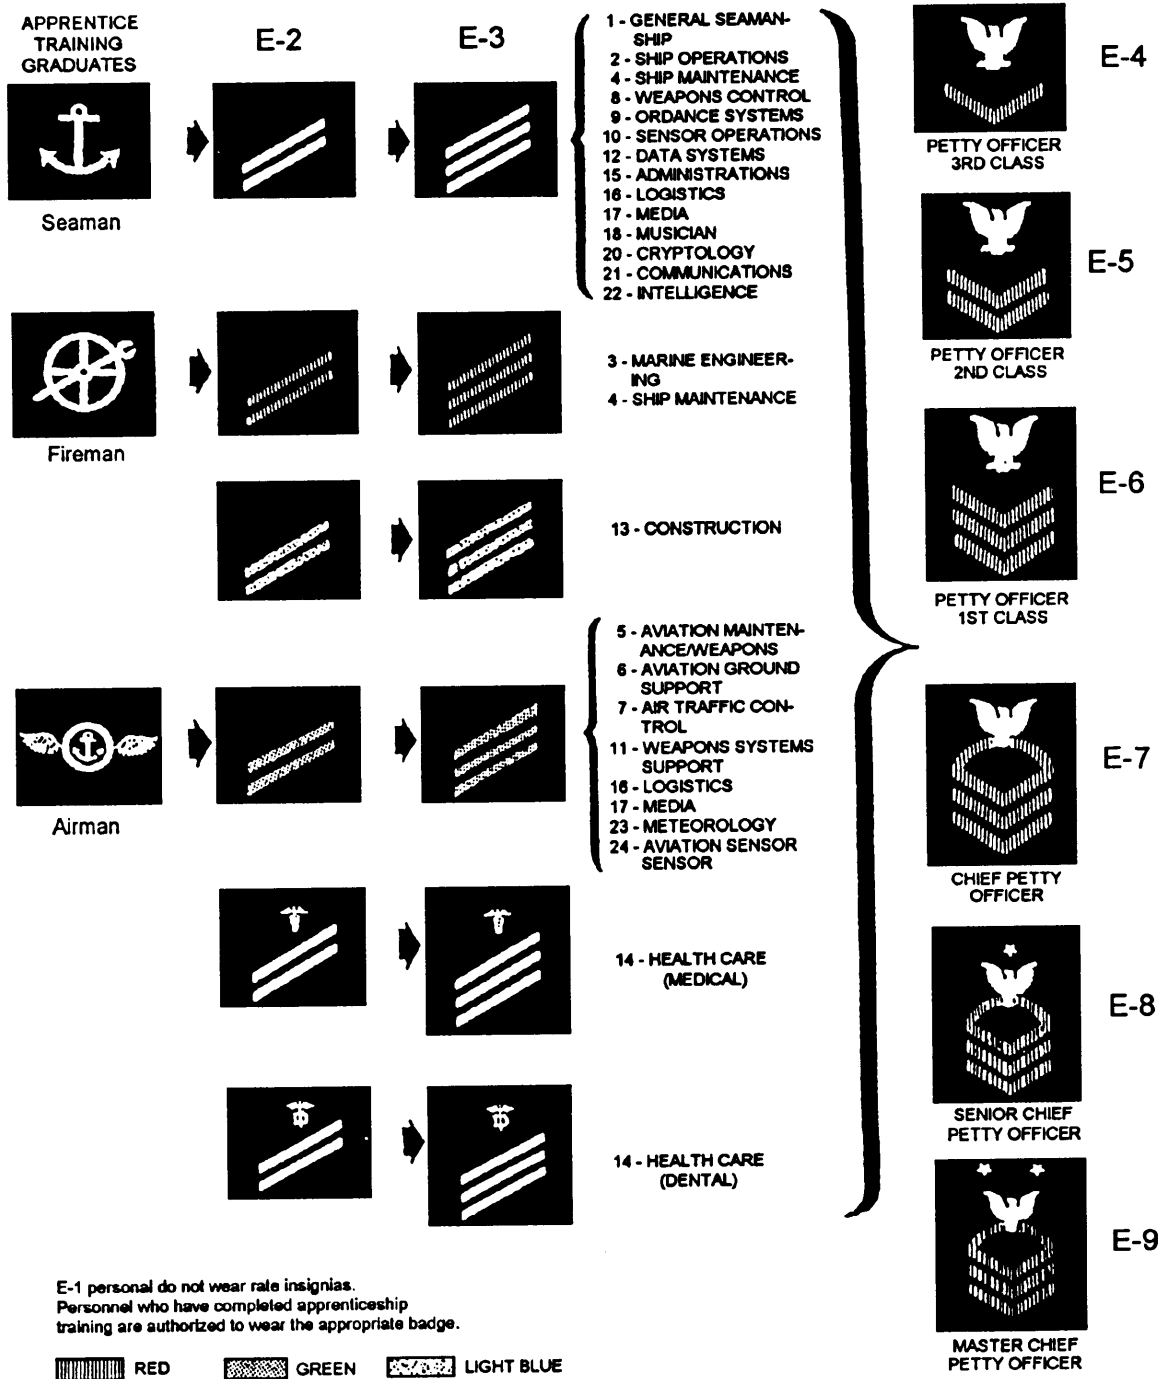 APPRENTICE
TRAINING
GRADUATES
E-2
E-3
Seaman
1 - GENERAL SEAMAN-
SHIP
2 - SHIP OPERATIONS
4 - SHIP MAINTENANCE
8 - WEAPONS CONTROL
9 - ORDANCE SYSTEMS
10 - SENSOR OPERATIONS
12 - DATA SYSTEMS
15 - ADMINISTRATIONS
16 - LOGISTICS
17 - MEDIA
18 - MUSICIAN
20 - CRYPTOLOGY
21 - COMMUNICATIONS
22 - INTELLIGENCE
Fireman
3 - MARINE ENGINEER-
ING
4 - SHIP MAINTENANCE
13 - CONSTRUCTION
Airman
5 - AVIATION MAINTEN-
ANCE/WEAPONS
6 - AVIATION GROUND
SUPPORT
7 - AIR TRAFFIC CON-
TROL
11 - WEAPONS SYSTEMS
SUPPORT
16 - LOGISTICS
17 - MEDIA
23 - METEOROLOGY
24 - AVIATION SENSOR
SENSOR
14 - HEALTH CARE
(MEDICAL)
D
D
14 - HEALTH CARE
(DENTAL)
E-4
PETTY OFFICER
3RD CLASS
E-5
PETTY OFFICER
2ND CLASS
E-6
PETTY OFFICER
1ST CLASS
E-7
CHIEF PETTY
OFFICER
E-8
SENIOR CHIEF
PETTY OFFICER
E-9
MASTER CHIEF
PETTY OFFICER
E-1 personal do not wear rate insignias.
Personnel who have completed apprenticeship
training are authorized to wear the appropriate badge.
RED
GREEN
LIGHT BLUE